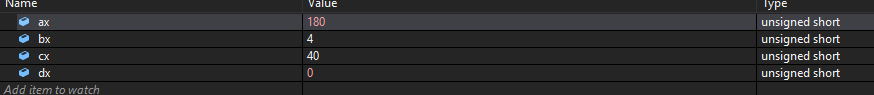 Name Value Type
ax 180 unsigned short
bx 4 unsigned short
cx 40 unsigned short
dx 0 unsigned short
Add item to watch